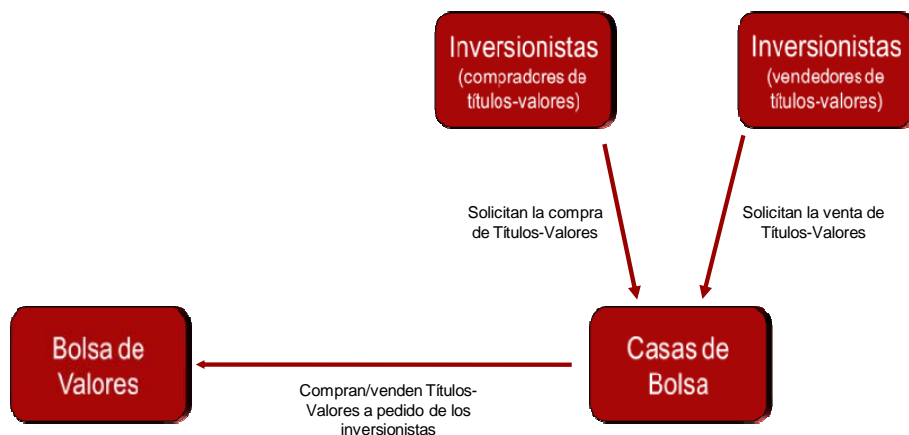 Inversionistas
(compradores de
títulos-valores)
Inversionistas
(vendedores de
títulos-valores)
Solicitan la compra
de Títulos-Valores
Solicitan la venta de
Títulos-Valores
Bolsa de
Valores
Casas de
Bolsa
Compran/venden Títulos-
Valores a pedido de los
inversionistas